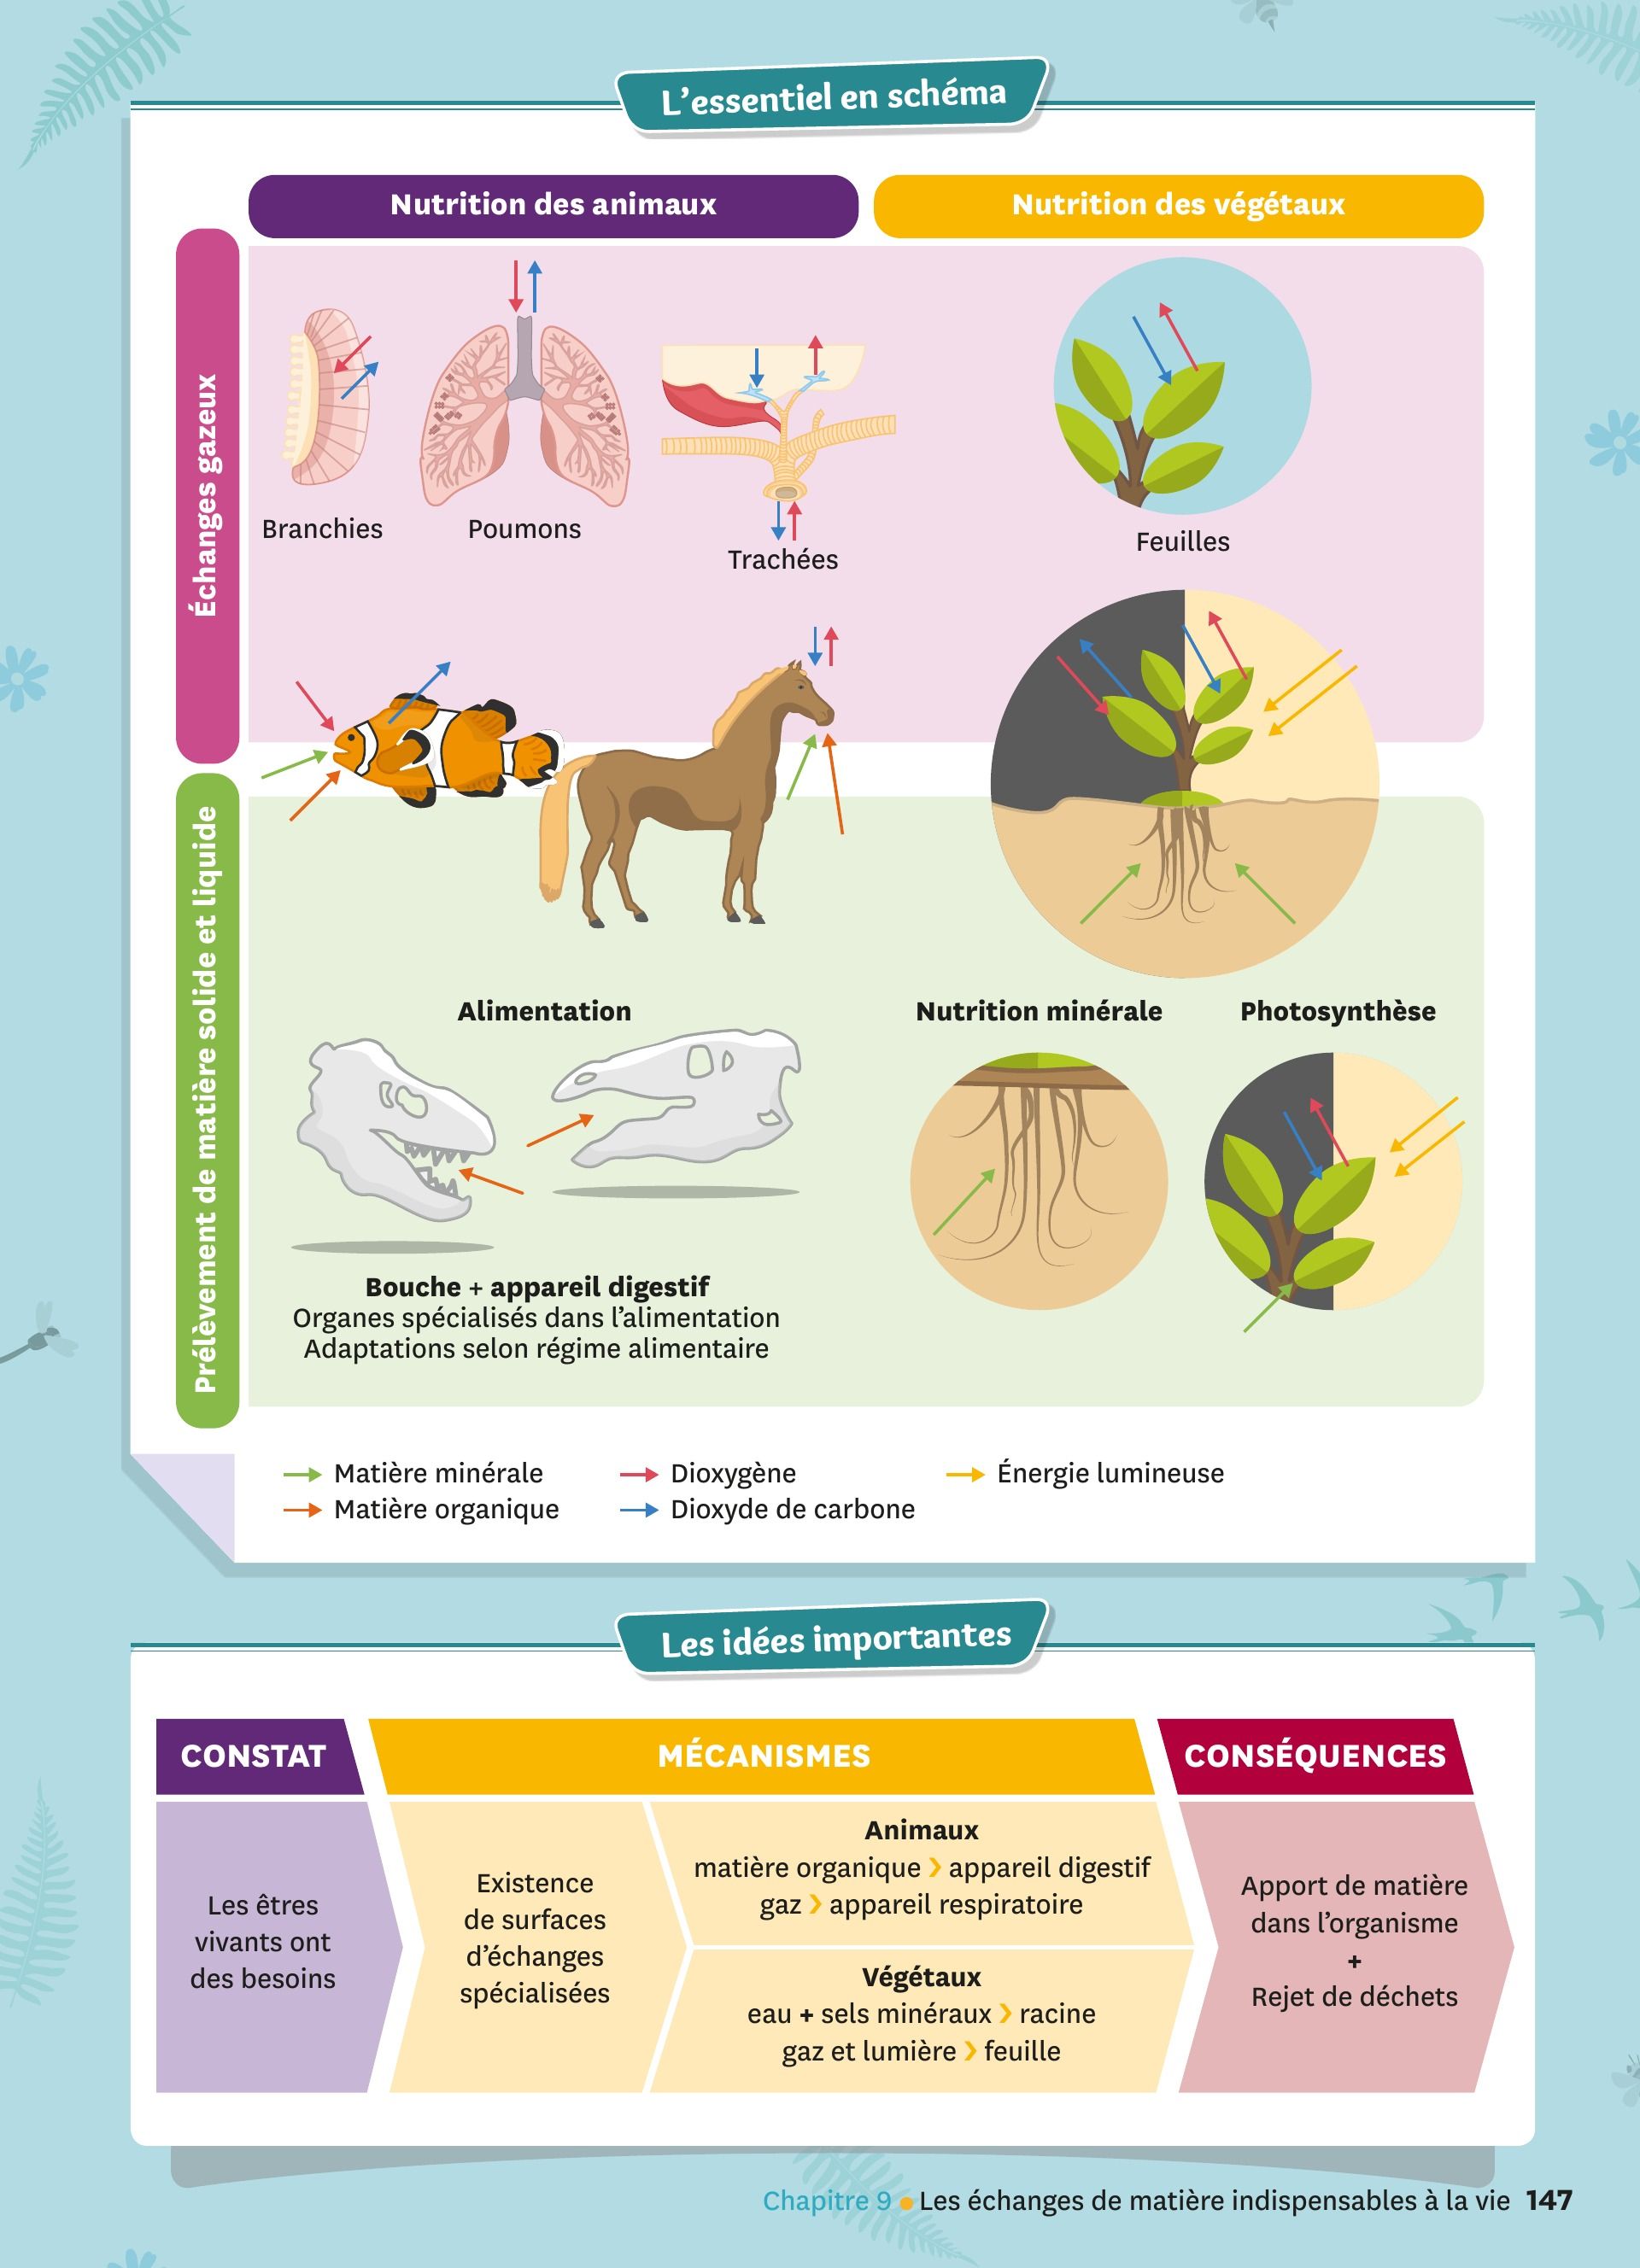 L'essentiel en schéma
Nutrition des animaux
Nutrition des végétaux
Échanges gazeux
Branchies
Poumons
Trachées
Feuilles
Prélèvement de matière solide et liquide
Alimentation
Nutrition minérale
Photosynthèse
Bouche + appareil digestif
Organes spécialisés dans l'alimentation
Adaptations selon régime alimentaire
Matière minérale
Dioxygène
Énergie lumineuse
Matière organique
Dioxyde de carbone
Les idées importantes
CONSTAT
MÉCANISMES
CONSÉQUENCES
Les êtres
vivants ont
des besoins
Existence
de surfaces
d'échanges
spécialisées
Animaux
matière organique › appareil digestif
gaz › appareil respiratoire
Végétaux
eau + sels minéraux › racine
gaz et lumière › feuille
Apport de matière
dans l'organisme
+
Rejet de déchets
Chapitre 9 • Les échanges de matière indispensables à la vie 147